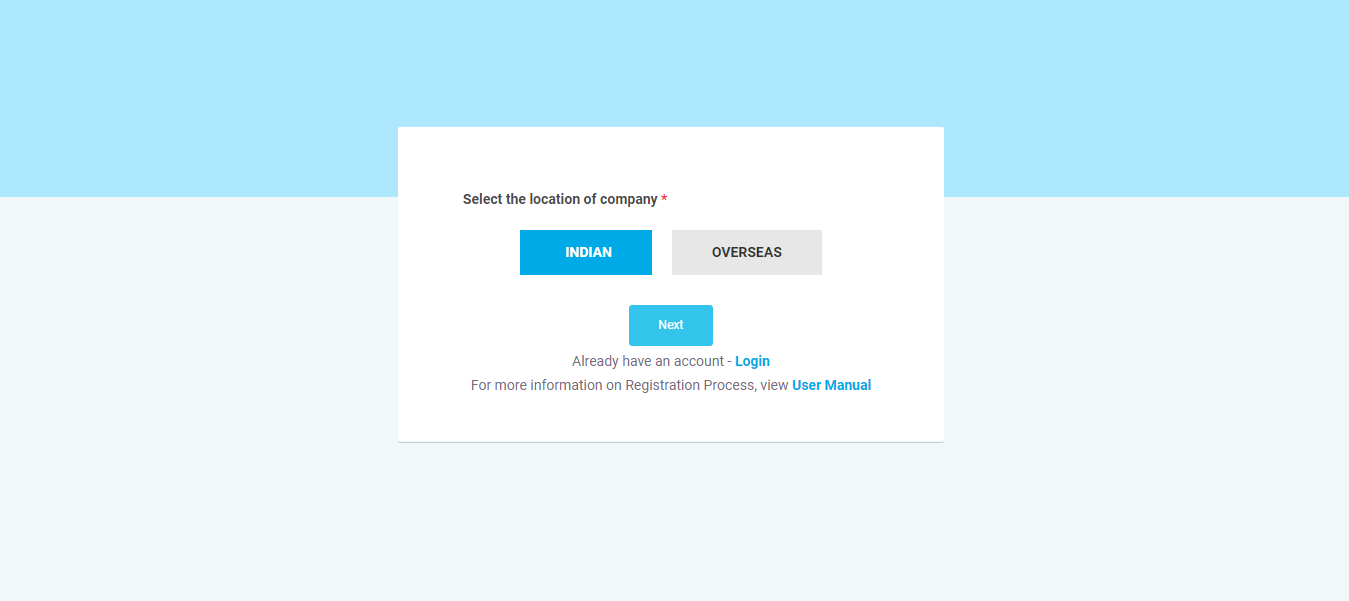 Select the location of company *
INDIAN
OVERSEAS
Next
Already have an account - Login
For more information on Registration Process, view User Manual